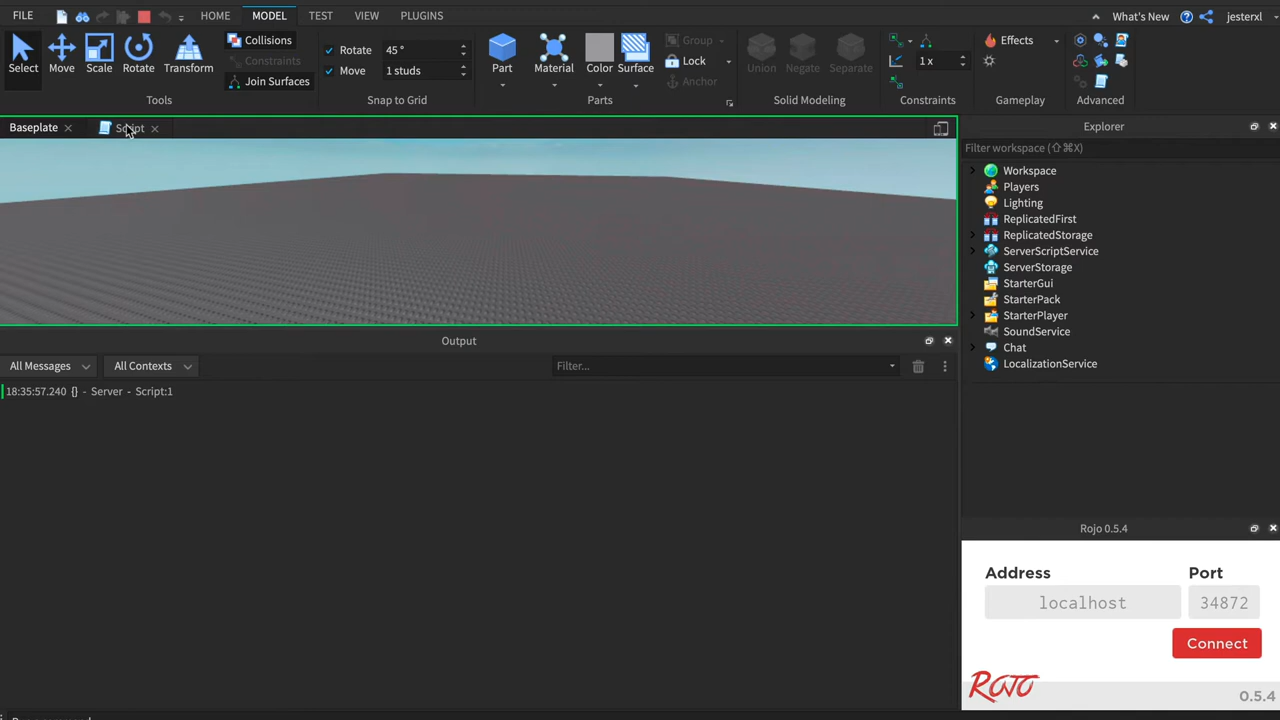 FILE HOME MODEL TEST VIEW PLUGINS What's New jesterxl
Select Move Scale Rotate Transform
Collisions
Constraints
Join Surfaces
Tools
Rotate 45 °
Move 1 studs
Snap to Grid
Part Material Color Surface
Group
Lock
Anchor
Parts
Union Negate Separate
Solid Modeling
1 x
Constraints
Effects
Gameplay
Advanced
Baseplate Script
Explorer
Filter workspace (⇧⌘X)
Workspace
Players
Lighting
ReplicatedFirst
ReplicatedStorage
ServerScriptService
ServerStorage
StarterGui
StarterPack
StarterPlayer
SoundService
Chat
LocalizationService
Output
All Messages All Contexts Filter...
18:35:57.240 {} - Server - Script:1
Rojo 0.5.4
Address Port
localhost 34872
Connect
ROJO 0.5.4